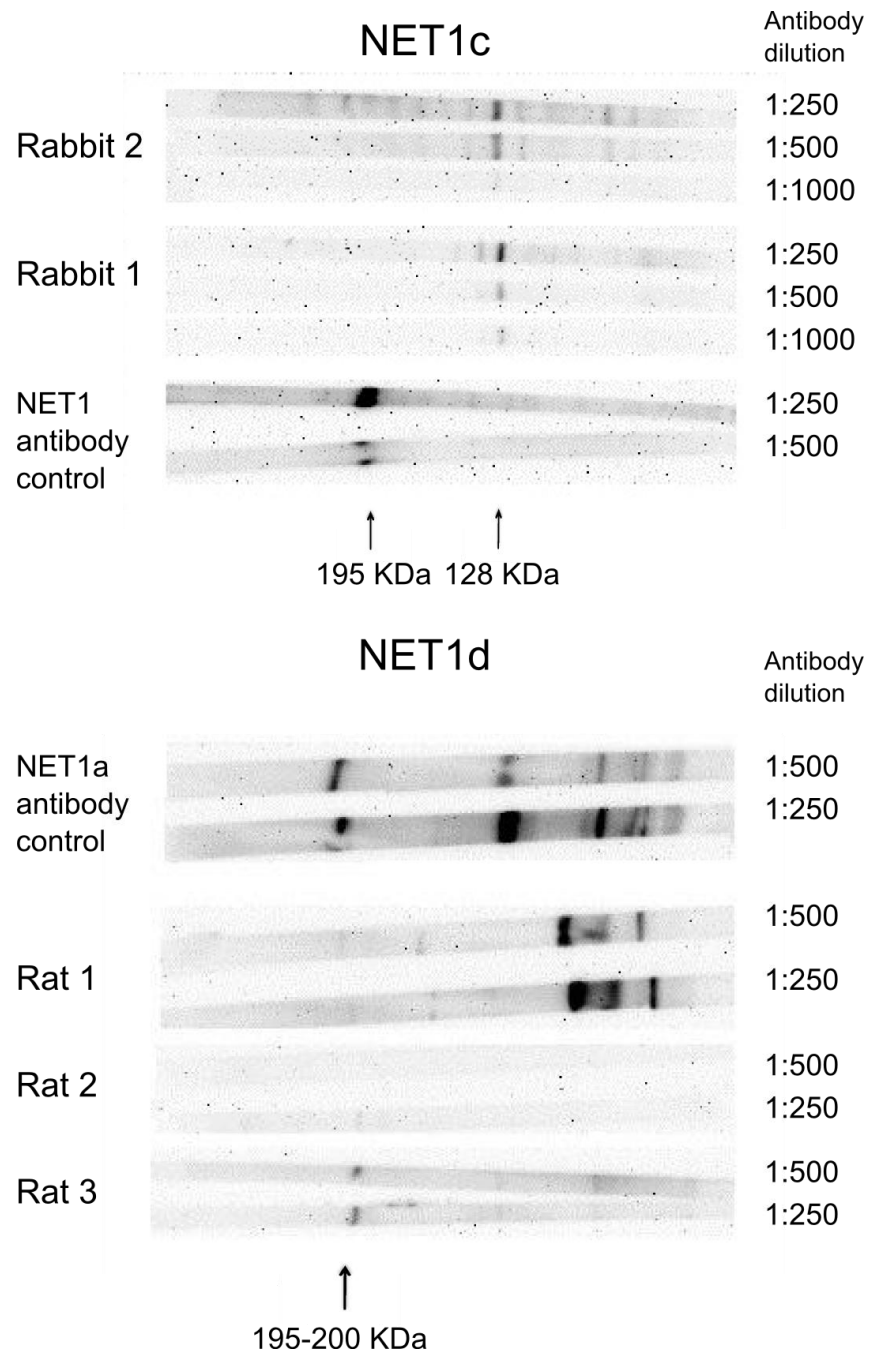 NET1c
Antibody
dilution
Rabbit 2
1:250
1:500
1:1000
Rabbit 1
1:250
1:500
1:1000
NET1
antibody
control
1:250
1:500
195 KDa 128 KDa
NET1d
Antibody
dilution
NET1a
antibody
control
1:500
1:250
Rat 1
1:500
1:250
Rat 2
1:500
1:250
Rat 3
1:500
1:250
195-200 KDa